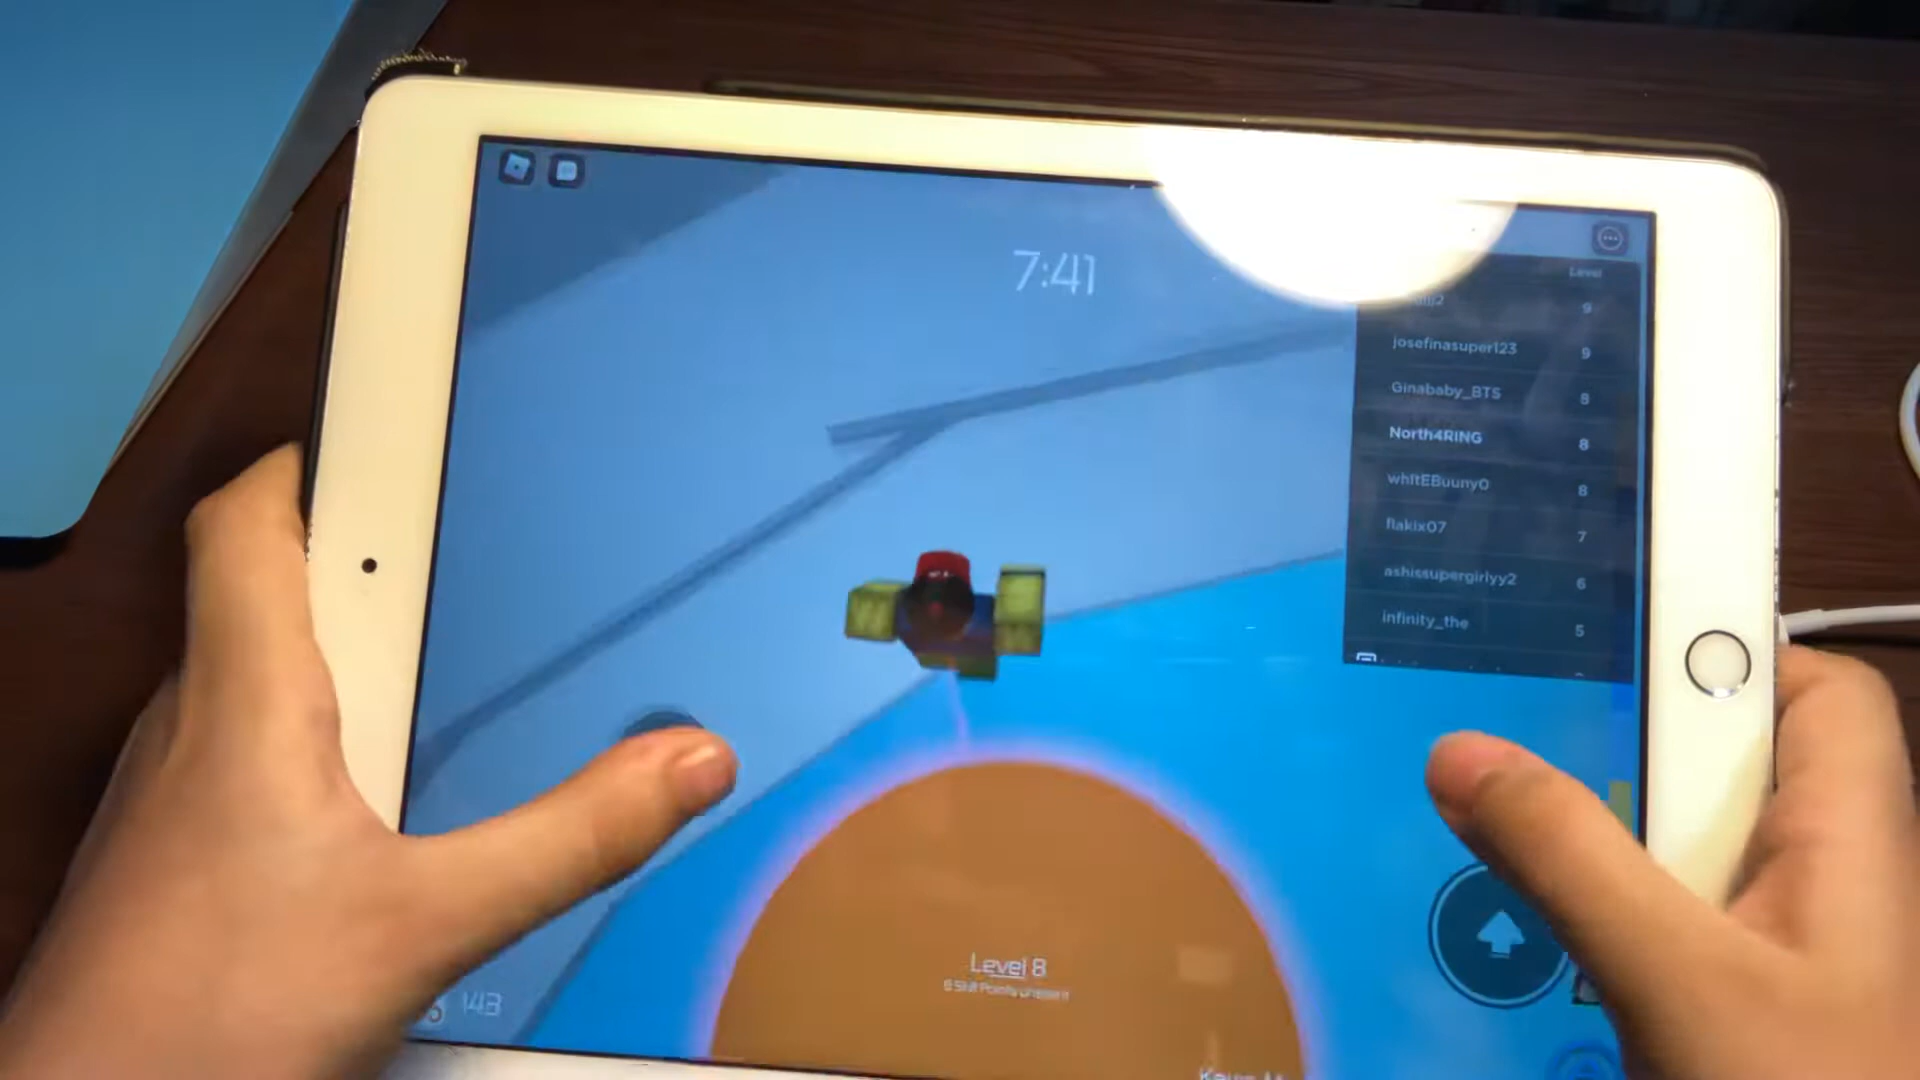 7:41
Level
9
josefinasuper123 9
Ginababy_BTS 8
North4RING 8
whItEBuunyO 8
flakix07 7
ashissupergirlyy2 6
infinity_the 5
Level 8
143